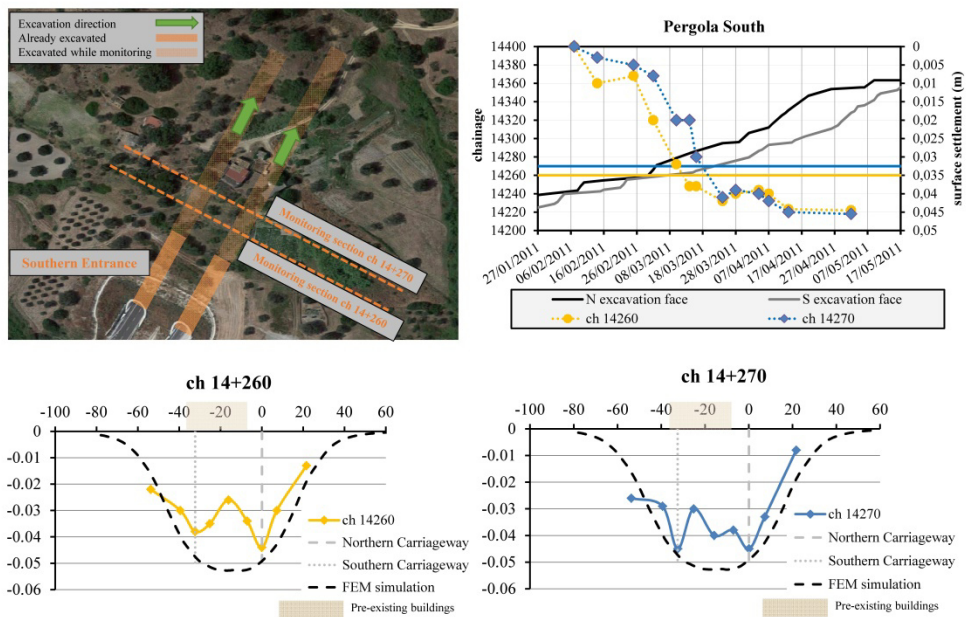 Excavation direction
Already excavated
Excavated while monitoring
Southern Entrance
Monitoring section ch 14+270
Monitoring section ch 14+260
Pergola South
14400
14380
14360
14340
14320
14300
14280
14260
14240
14220
14200
chainage
0
0,005
0,01
0,015
0,02
0,025
0,03
0,035
0,04
0,045
0,05
surface settlement (m)
27/01/2011
06/02/2011
16/02/2011
26/02/2011
08/03/2011
18/03/2011
28/03/2011
07/04/2011
17/04/2011
27/04/2011
07/05/2011
17/05/2011
N excavation face
S excavation face
ch 14260
ch 14270
ch 14+260
-80 -60 -40 -20 0 20 40 60
0
-0.01
-0.02
-0.03
-0.04
-0.05
-0.06
ch 14260
Northern Carriageway
Southern Carriageway
FEM simulation
Pre-existing buildings
ch 14+270
-80 -60 -40 -20 0 20 40 60
0
-0.01
-0.02
-0.03
-0.04
-0.05
-0.06
ch 14270
Northern Carriageway
Southern Carriageway
FEM simulation
Pre-existing buildings